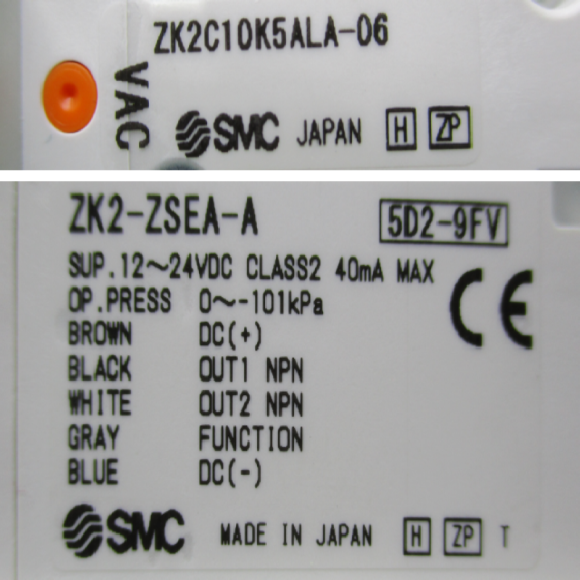 ZK2C10K5ALA-06
VAC
SMC JAPAN H ZP
ZK2-ZSEA-A 5D2-9FV
SUP.12~24VDC CLASS2 40mA MAX
OP.PRESS 0~-101kPa
CE
BROWN DC(+)
BLACK OUT1 NPN
WHITE OUT2 NPN
GRAY FUNCTION
BLUE DC(-)
SMC MADE IN JAPAN H ZP T